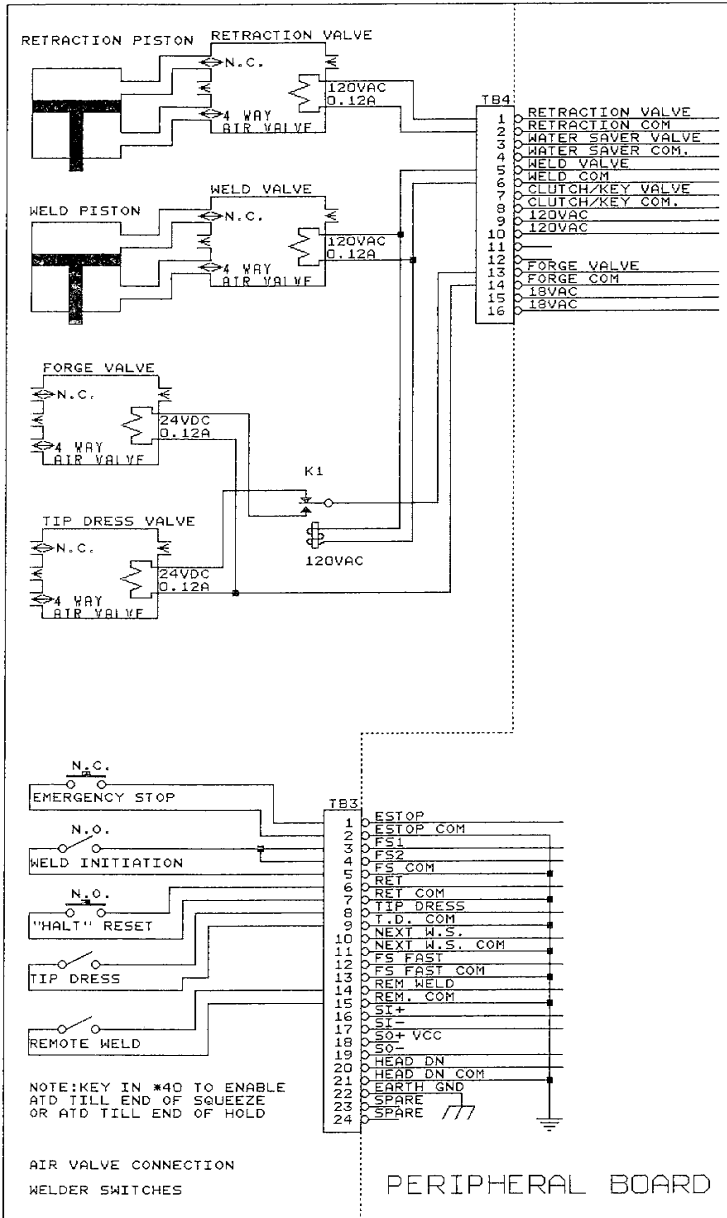 RETRACTION PISTON
RETRACTION VALVE
N.C.
4 WAY
AIR VALVE
120VAC
0.12A
WELD PISTON
WELD VALVE
N.C.
4 WAY
AIR VALVE
120VAC
0.12A
FORGE VALVE
N.C.
4 WAY
AIR VALVE
24VDC
0.12A
K1
120VAC
TIP DRESS VALVE
N.C.
4 WAY
AIR VALVE
24VDC
0.12A
TB4
1 RETRACTION VALVE
2 RETRACTION COM
3 WATER SAVER VALVE
4 WATER SAVER COM.
5 WELD VALVE
6 WELD COM
7 CLUTCH/KEY VALVE
8 CLUTCH/KEY COM.
9 120VAC
10 120VAC
11
12
13 FORGE VALVE
14 FORGE COM
15 18VAC
16 18VAC
N.C.
EMERGENCY STOP
N.O.
WELD INITIATION
N.O.
"HALT" RESET
TIP DRESS
REMOTE WELD
TB3
1 ESTOP
2 ESTOP COM
3 FS1
4 FS2
5 FS COM
6 RET
7 RET COM
8 TIP DRESS
9 T.D. COM
10 NEXT W.S.
11 NEXT W.S. COM
12 FS FAST
13 FS FAST COM
14 REM WELD
15 REM. COM
16 SI+
17 SI-
18 SO+ VCC
19 SO-
20 HEAD DN
21 HEAD DN COM
22 EARTH GND
23 SPARE
24 SPARE
NOTE:KEY IN *40 TO ENABLE
ATD TILL END OF SQUEEZE
OR ATD TILL END OF HOLD
AIR VALVE CONNECTION
WELDER SWITCHES
PERIPHERAL BOARD